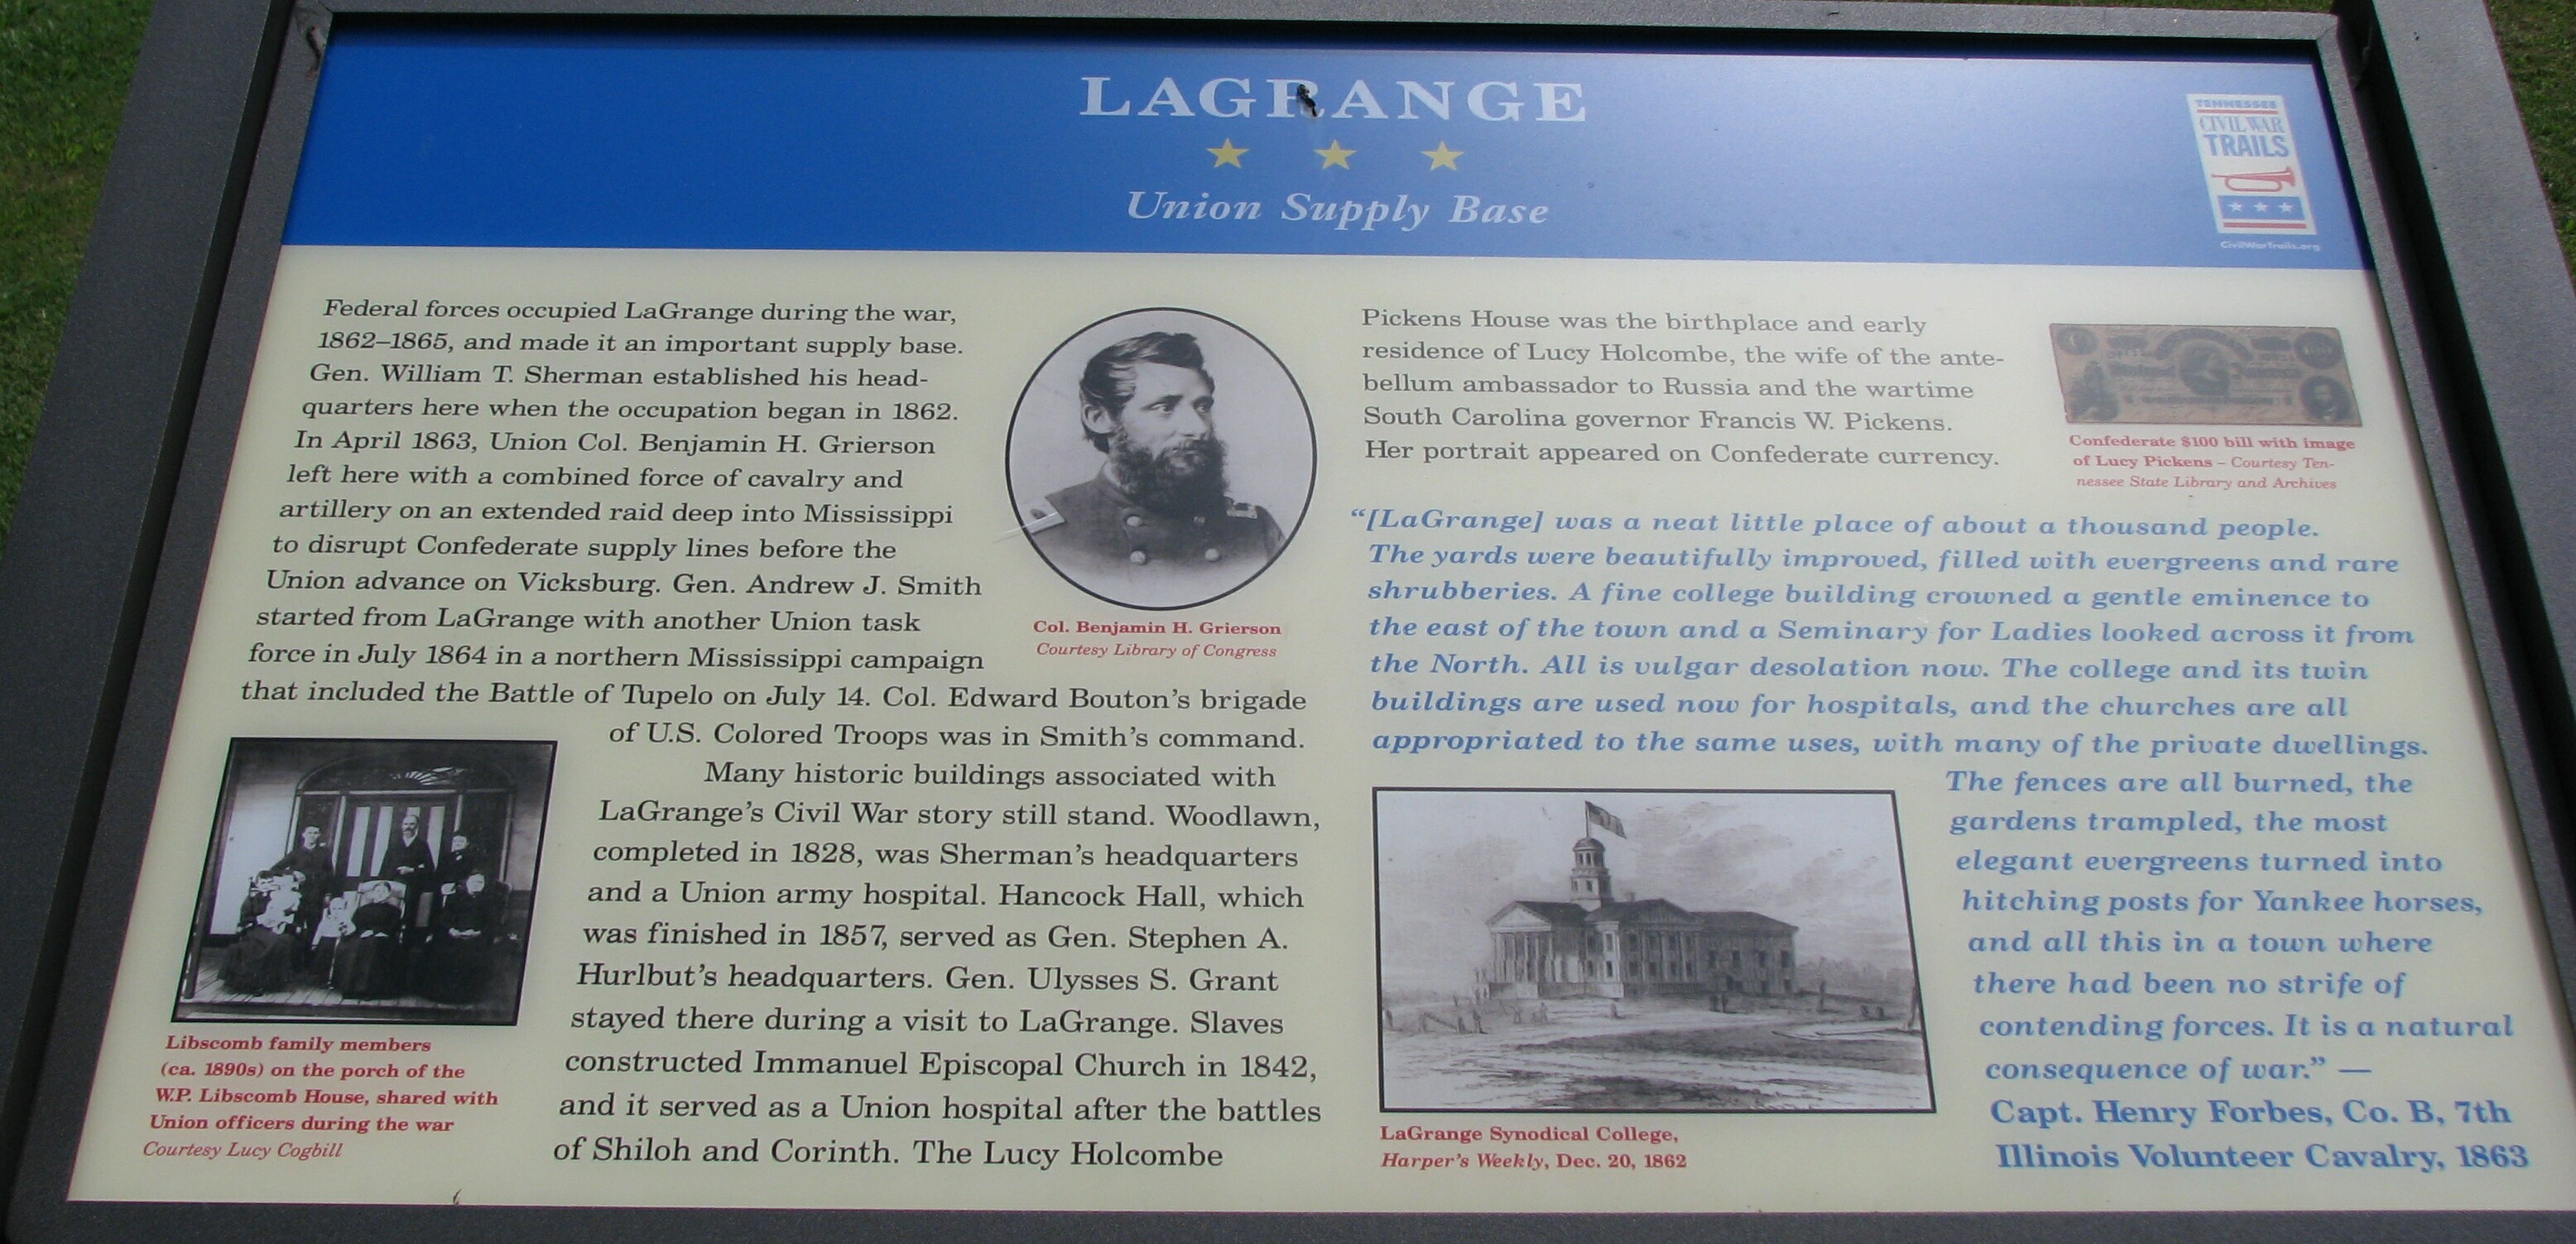 LAGRANGE
Union Supply Base
TENNESSEE
CIVIL WAR
TRAILS
CivilWarTrails.org
Federal forces occupied LaGrange during the war,
1862–1865, and made it an important supply base.
Gen. William T. Sherman established his head-
quarters here when the occupation began in 1862.
In April 1863, Union Col. Benjamin H. Grierson
left here with a combined force of cavalry and
artillery on an extended raid deep into Mississippi
to disrupt Confederate supply lines before the
Union advance on Vicksburg. Gen. Andrew J. Smith
started from LaGrange with another Union task
force in July 1864 in a northern Mississippi campaign
that included the Battle of Tupelo on July 14. Col. Edward Bouton's brigade
of U.S. Colored Troops was in Smith's command.
Many historic buildings associated with
LaGrange's Civil War story still stand. Woodlawn,
completed in 1828, was Sherman's headquarters
and a Union army hospital. Hancock Hall, which
was finished in 1857, served as Gen. Stephen A.
Hurlbut's headquarters. Gen. Ulysses S. Grant
stayed there during a visit to LaGrange. Slaves
constructed Immanuel Episcopal Church in 1842,
and it served as a Union hospital after the battles
of Shiloh and Corinth. The Lucy Holcombe
Col. Benjamin H. Grierson
Courtesy Library of Congress
Libscomb family members
(ca. 1890s) on the porch of the
W.P. Libscomb House, shared with
Union officers during the war
Courtesy Lucy Cogbill
Pickens House was the birthplace and early
residence of Lucy Holcombe, the wife of the ante-
bellum ambassador to Russia and the wartime
South Carolina governor Francis W. Pickens.
Her portrait appeared on Confederate currency.
Confederate $100 bill with image
of Lucy Pickens – Courtesy Ten-
nessee State Library and Archives
“[LaGrange] was a neat little place of about a thousand people.
The yards were beautifully improved, filled with evergreens and rare
shrubberies. A fine college building crowned a gentle eminence to
the east of the town and a Seminary for Ladies looked across it from
the North. All is vulgar desolation now. The college and its twin
buildings are used now for hospitals, and the churches are all
appropriated to the same uses, with many of the private dwellings.
The fences are all burned, the
gardens trampled, the most
elegant evergreens turned into
hitching posts for Yankee horses,
and all this in a town where
there had been no strife of
contending forces. It is a natural
consequence of war.” —
Capt. Henry Forbes, Co. B, 7th
Illinois Volunteer Cavalry, 1863
LaGrange Synodical College,
Harper's Weekly, Dec. 20, 1862